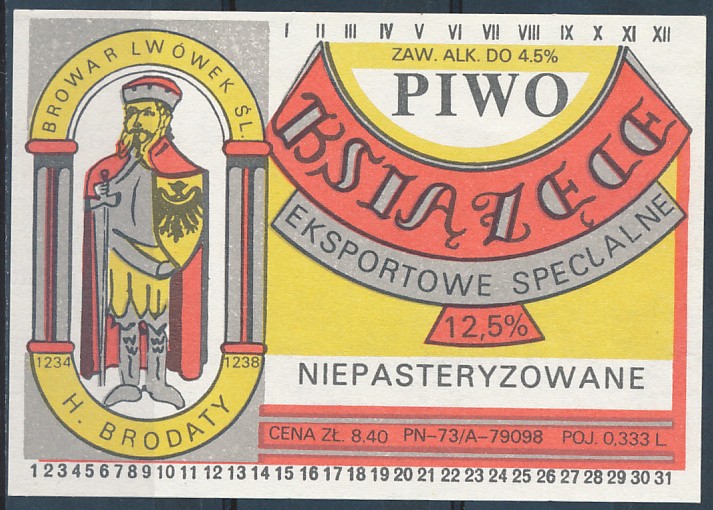 I II III IV V VI VII VIII IX X XI XII
BROWAR LWÓWEK ŚL.
ZAW. ALK. DO 4.5%
PIWO
KSIĄŻĘCE
EKSPORTOWE SPECJALNE
12,5%
1234 1238
H. BRODATY
NIEPASTERYZOWANE
CENA ZŁ. 8,40 PN–73/A–79098 POJ. 0,333 L
1 2 3 4 5 6 7 8 9 10 11 12 13 14 15 16 17 18 19 20 21 22 23 24 25 26 27 28 29 30 31